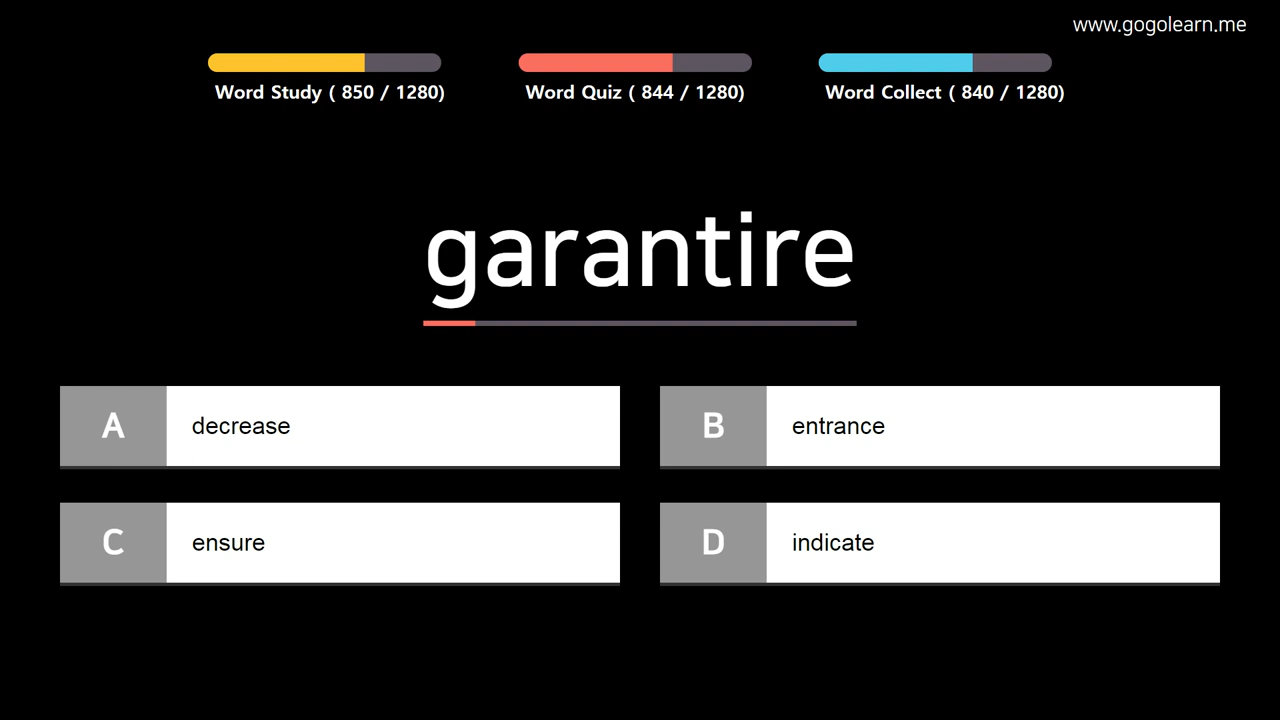 www.gogolearn.me
Word Study ( 850 / 1280)
Word Quiz ( 844 / 1280)
Word Collect ( 840 / 1280)
garantire
A decrease
B entrance
C ensure
D indicate